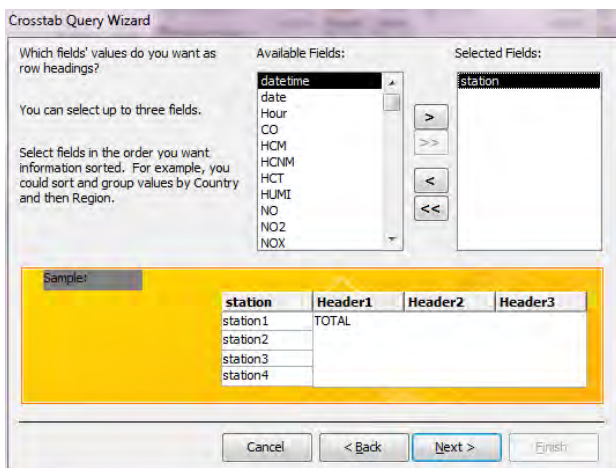 Crosstab Query Wizard
Which fields' values do you want as
row headings?
You can select up to three fields.
Select fields in the order you want
information sorted. For example, you
could sort and group values by Country
and then Region.
Available Fields:
datetime
date
Hour
CO
HCM
HCNM
HCT
HUMI
NO
NO2
NOX
>
>>
<
<<
Selected Fields:
station
Sample:
station Header1 Header2 Header3
station1 TOTAL
station2
station3
station4
Cancel < Back Next > Finish